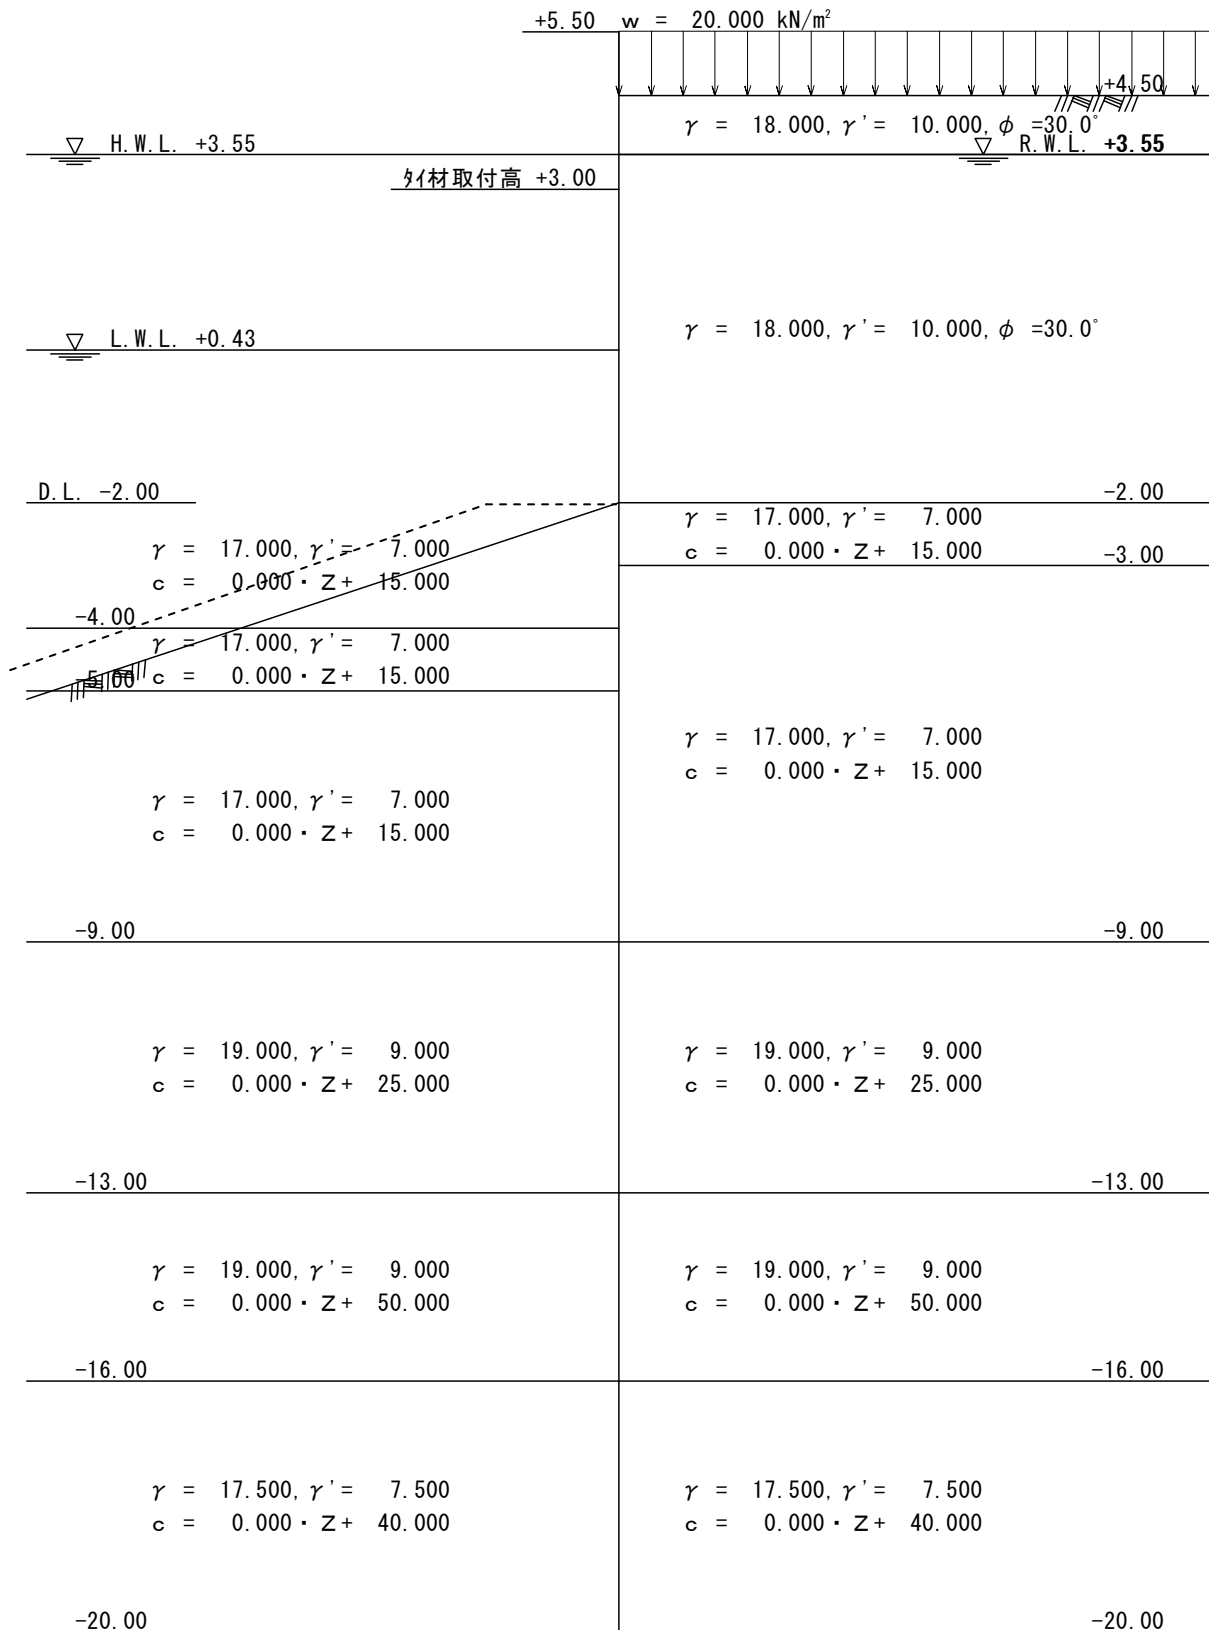 +5.50 w = 20.000 kN/m²
+4.50
γ = 18.000, γ'= 10.000, φ =30.0°
H.W.L. +3.55
R.W.L. +3.55
ﾀｲ材取付高 +3.00
L.W.L. +0.43
γ = 18.000, γ'= 10.000, φ =30.0°
D.L. -2.00
-2.00
γ = 17.000, γ'= 7.000
c = 0.000・Z+ 15.000
-3.00
γ = 17.000, γ'= 7.000
c = 0.000・Z+ 15.000
-4.00
γ = 17.000, γ'= 7.000
c = 0.000・Z+ 15.000
-5.00
γ = 17.000, γ'= 7.000
c = 0.000・Z+ 15.000
γ = 17.000, γ'= 7.000
c = 0.000・Z+ 15.000
-9.00
-9.00
γ = 19.000, γ'= 9.000
c = 0.000・Z+ 25.000
γ = 19.000, γ'= 9.000
c = 0.000・Z+ 25.000
-13.00
-13.00
γ = 19.000, γ'= 9.000
c = 0.000・Z+ 50.000
γ = 19.000, γ'= 9.000
c = 0.000・Z+ 50.000
-16.00
-16.00
γ = 17.500, γ'= 7.500
c = 0.000・Z+ 40.000
γ = 17.500, γ'= 7.500
c = 0.000・Z+ 40.000
-20.00
-20.00